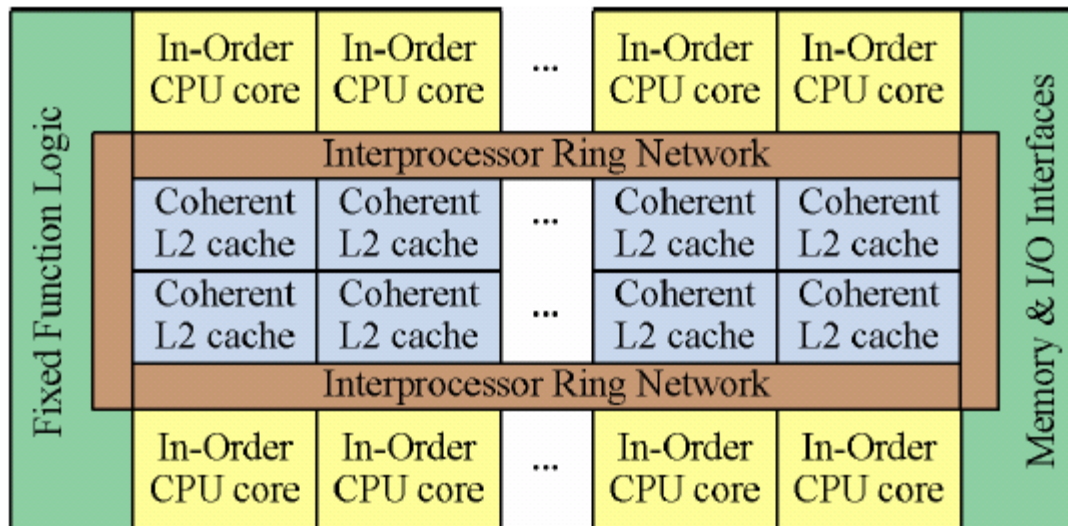 Fixed Function Logic
In-Order In-Order ... In-Order In-Order
CPU core CPU core CPU core CPU core
Interprocessor Ring Network
Coherent Coherent ... Coherent Coherent
L2 cache L2 cache L2 cache L2 cache
Coherent Coherent ... Coherent Coherent
L2 cache L2 cache L2 cache L2 cache
Interprocessor Ring Network
In-Order In-Order ... In-Order In-Order
CPU core CPU core CPU core CPU core
Memory & I/O Interfaces